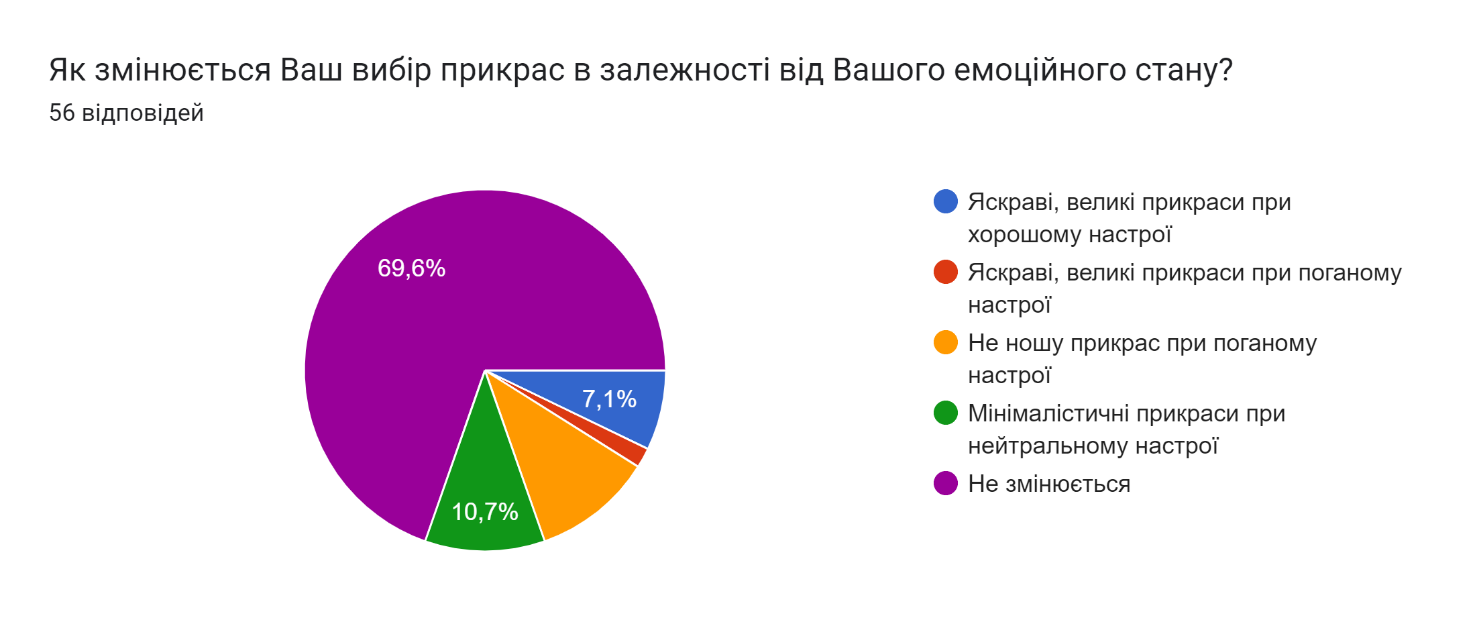 Як змінюється Ваш вибір прикрас в залежності від Вашого емоційного стану?
56 відповідей
69,6%
7,1%
10,7%
Яскраві, великі прикраси при
хорошому настрої
Яскраві, великі прикраси при поганому
настрої
Не ношу прикрас при поганому
настрої
Мінімалістичні прикраси при
нейтральному настрої
Не змінюється